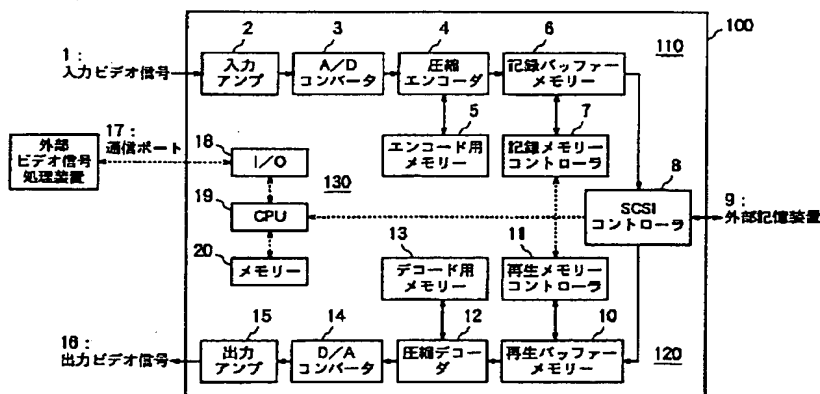 100
110
1:
入力ビデオ信号
2
入力
アンプ
3
A/D
コンバータ
4
圧縮
エンコーダ
6
記録バッファー
メモリー
5
エンコード用
メモリー
7
記録メモリー
コントローラ
17:
通信ポート
外部
ビデオ信号
処理装置
18
I/O
130
19
CPU
20
メモリー
8
SCSI
コントローラ
9:
外部記憶装置
13
デコード用
メモリー
11
再生メモリー
コントローラ
16:
出力ビデオ信号
15
出力
アンプ
14
D/A
コンバータ
12
圧縮デコー
ダ
10
再生バッファー
メモリー
120